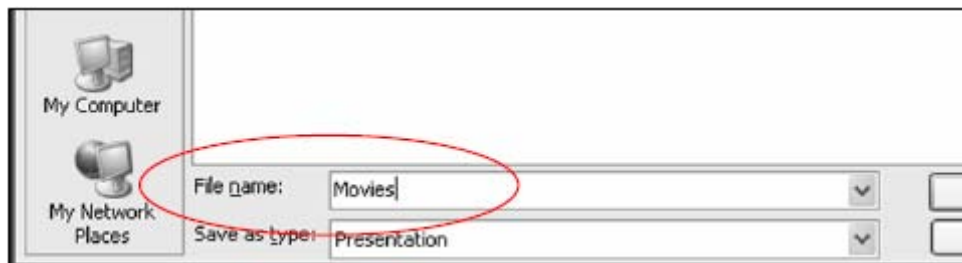 My Computer
My Network
Places
File name: Movies
Save as type: Presentation